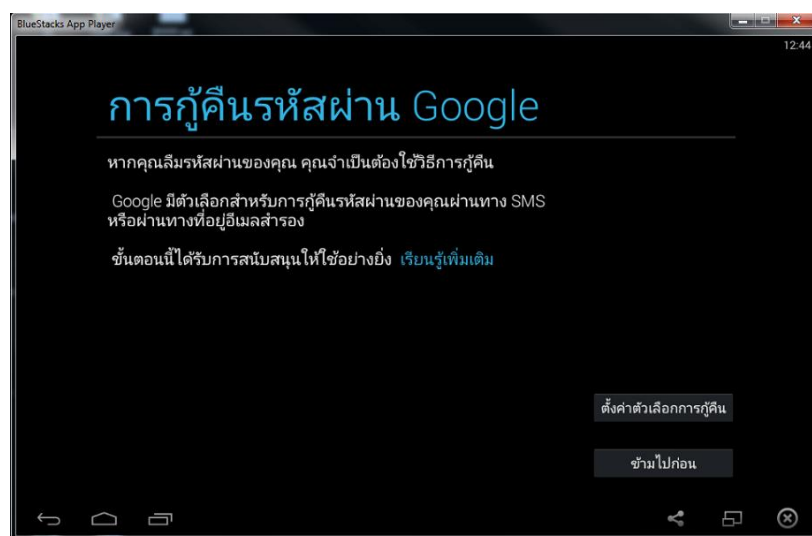 BlueStacks App Player
12:44
การกู้คืนรหัสผ่าน Google
หากคุณลืมรหัสผ่านของคุณ คุณจำเป็นต้องใช้วิธีการกู้คืน
Google มีตัวเลือกสำหรับการกู้คืนรหัสผ่านของคุณผ่านทาง SMS
หรือผ่านทางที่อยู่อีเมลสำรอง
ขั้นตอนนี้ได้รับการสนับสนุนให้ใช้อย่างยิ่ง เรียนรู้เพิ่มเติม
ตั้งค่าตัวเลือกการกู้คืน
ข้ามไปก่อน